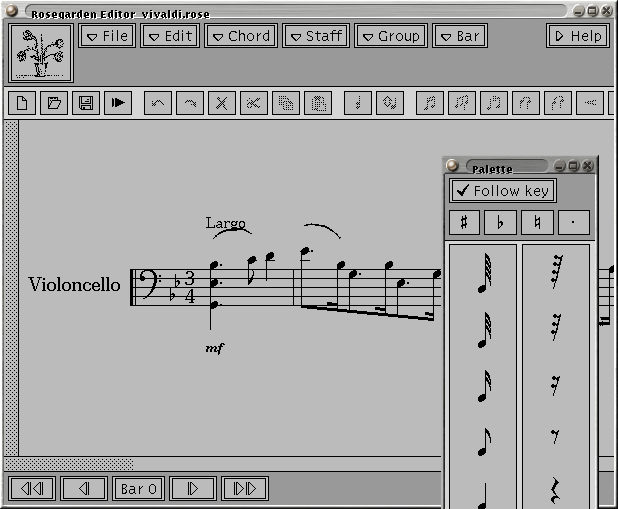 Rosegarden Editor vivaldi.rose
File Edit Chord Staff Group Bar Help
Palette
Follow key
Largo
Violoncello
3
4
mf
Bar 0